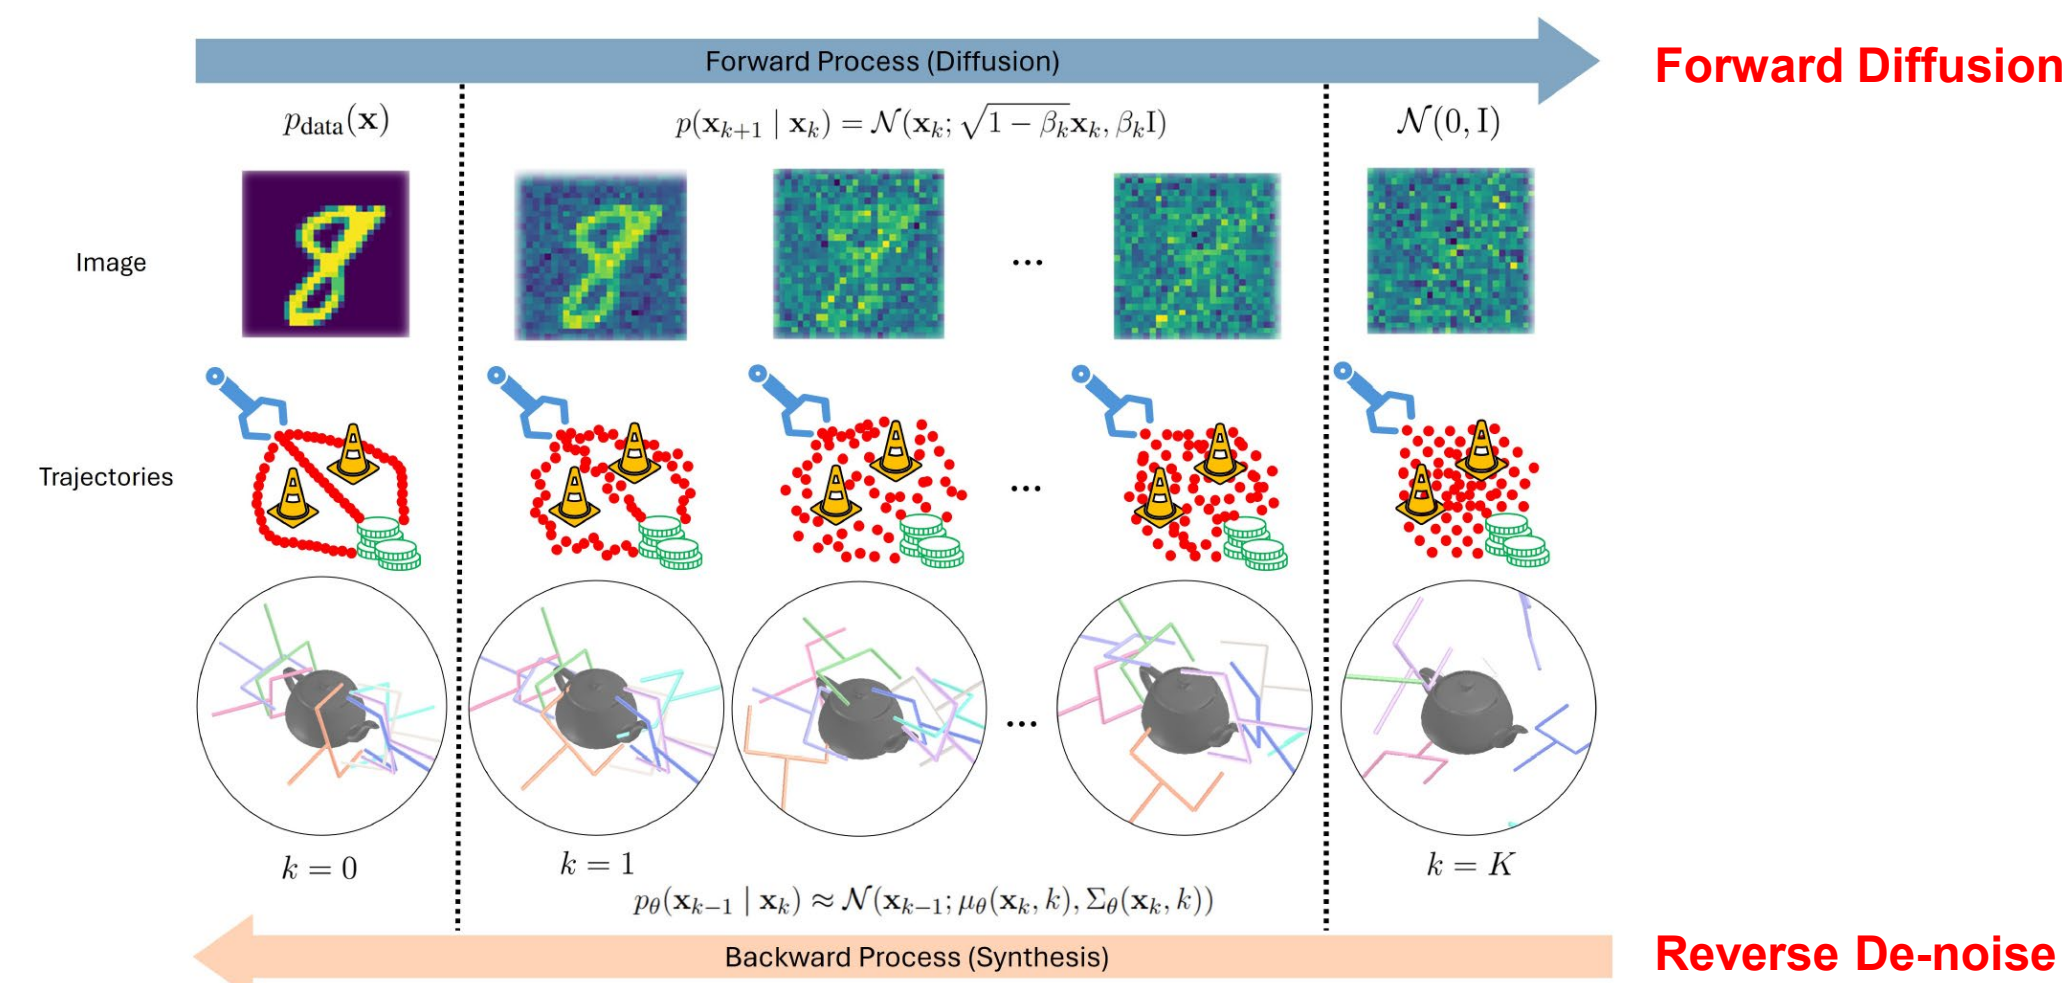 Forward Process (Diffusion)
Forward Diffusion
p_data(x)
p(x_{k+1} | x_k) = 𝒩(x_k; √(1 − β_k)x_k, β_kI)
𝒩(0, I)
Image
...
Trajectories
...
...
k = 0
k = 1
k = K
p_θ(x_{k−1} | x_k) ≈ 𝒩(x_{k−1}; μ_θ(x_k, k), Σ_θ(x_k, k))
Backward Process (Synthesis)
Reverse De-noise